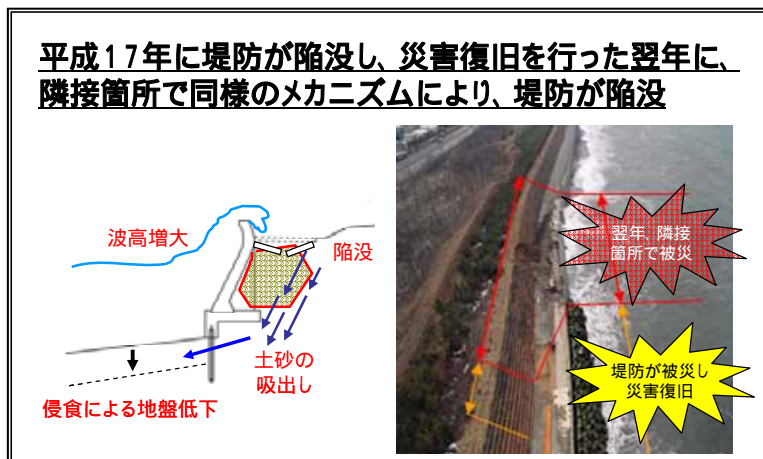 平成17年に堤防が陥没し、災害復旧を行った翌年に、
隣接箇所で同様のメカニズムにより、堤防が陥没
波高増大
陥没
土砂の
吸出し
侵食による地盤低下
翌年、隣接
箇所で被災
堤防が被災し
災害復旧